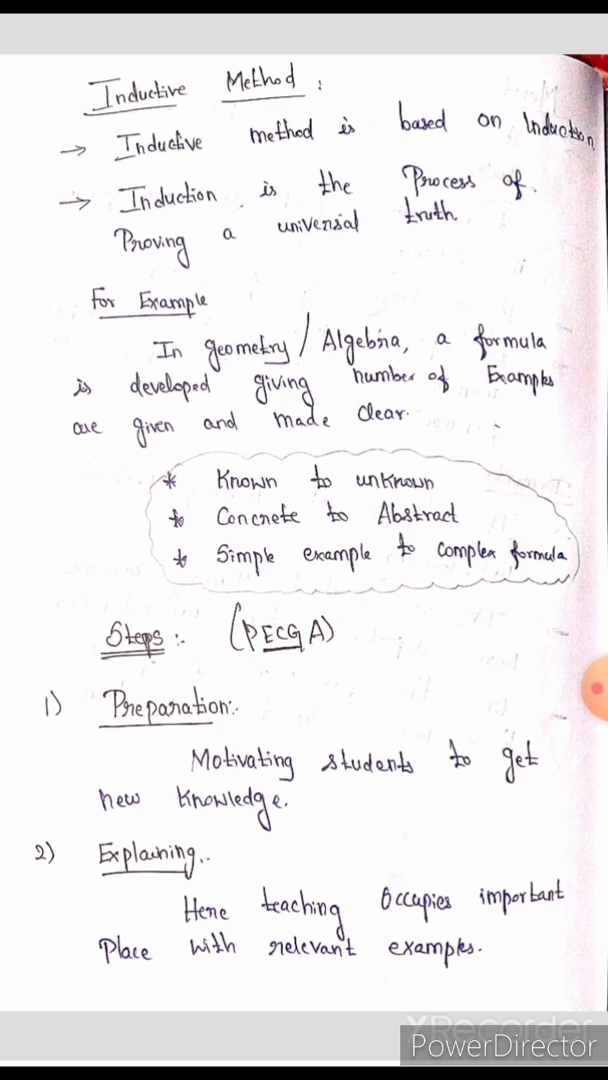 Inductive Method :
→ Inductive method is based on Induction
→ Induction is the Process of
Proving a universal truth.
For Example
In geometry / Algebra, a formula
is developed giving number of Examples
are given and made clear.
* Known to unknown
* Concrete to Abstract
* Simple example to complex formula
Steps :- (PECGA)
1) Preparation:-
Motivating students to get
new knowledge.
2) Explaining:-
Here teaching Occupies important
Place with relevant examples.
XRecorder
PowerDirector